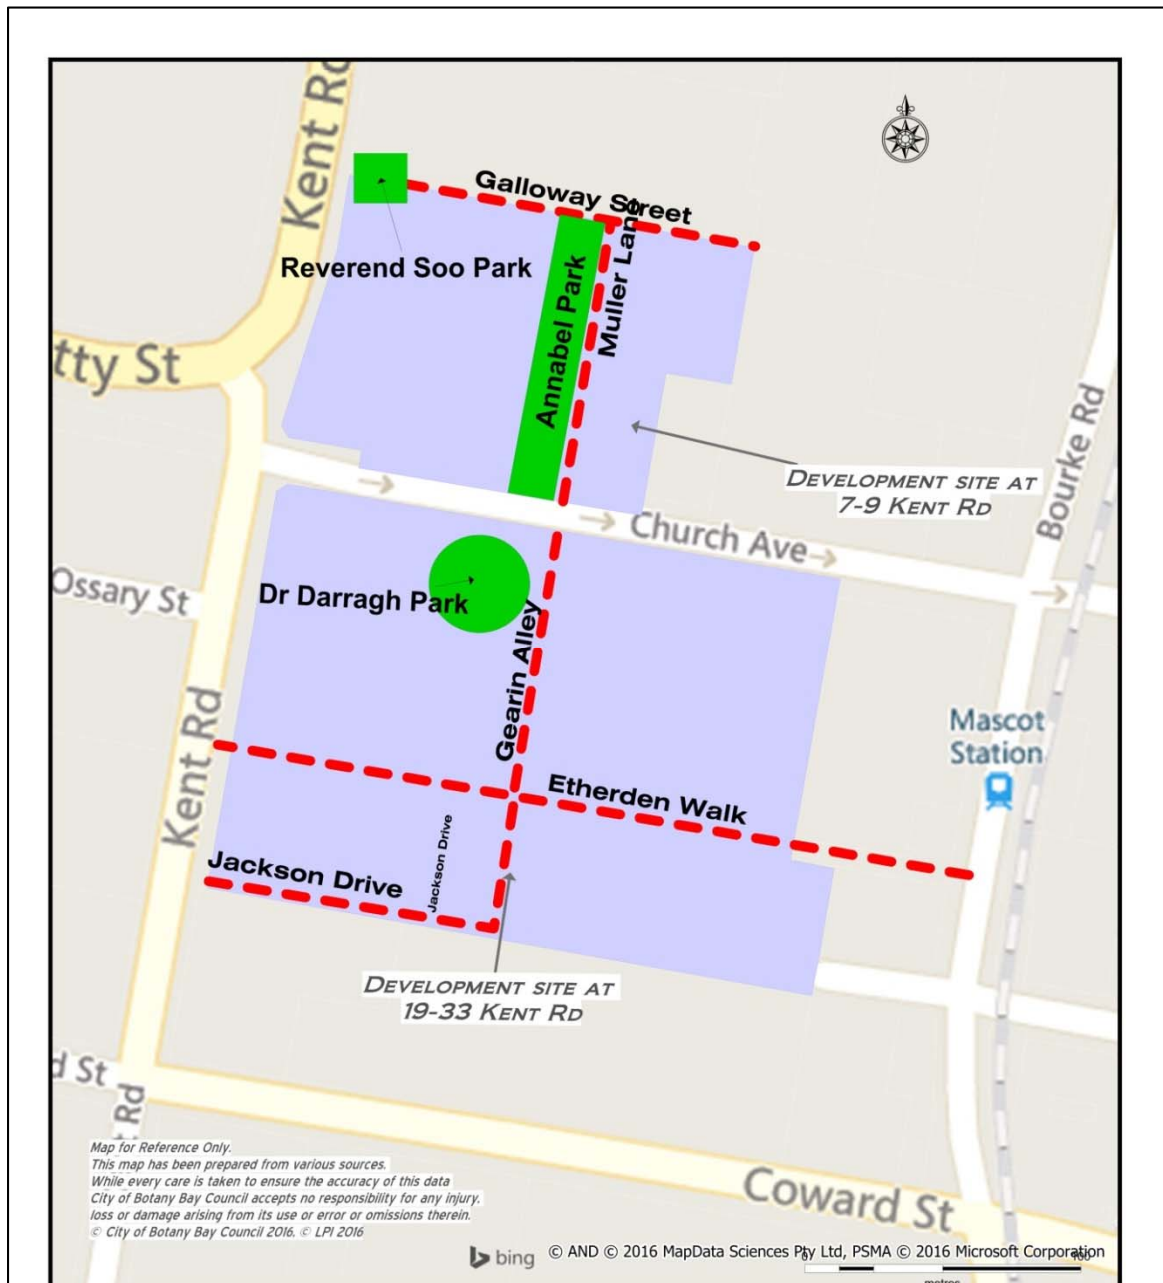 Kent Rd
Galloway Street
Muller Lane
Reverend Soo Park
Annabel Park
tty St
Bourke Rd
DEVELOPMENT SITE AT
7-9 KENT RD
Church Ave
Ossary St
Dr Darragh Park
Gearin Alley
Kent Rd
Mascot
Station
Etherden Walk
Jackson Drive
Jackson Drive
DEVELOPMENT SITE AT
19-33 KENT RD
d St
t Rd
Map for Reference Only.
This map has been prepared from various sources.
While every care is taken to ensure the accuracy of this data
City of Botany Bay Council accepts no responsibility for any injury,
loss or damage arising from its use or error or omissions therein.
© City of Botany Bay Council 2016, © LPI 2016
Coward St
bing
© AND © 2016 MapData Sciences Pty Ltd, PSMA © 2016 Microsoft Corporation
0
100
metres